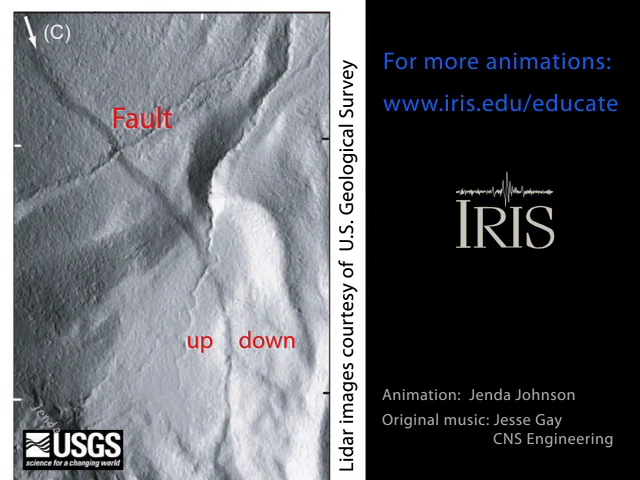 (C)
Fault
up down
Jenda
USGS
science for a changing world
Lidar images courtesy of U.S. Geological Survey
For more animations:
www.iris.edu/educate
IRIS
Animation: Jenda Johnson
Original music: Jesse Gay
CNS Engineering